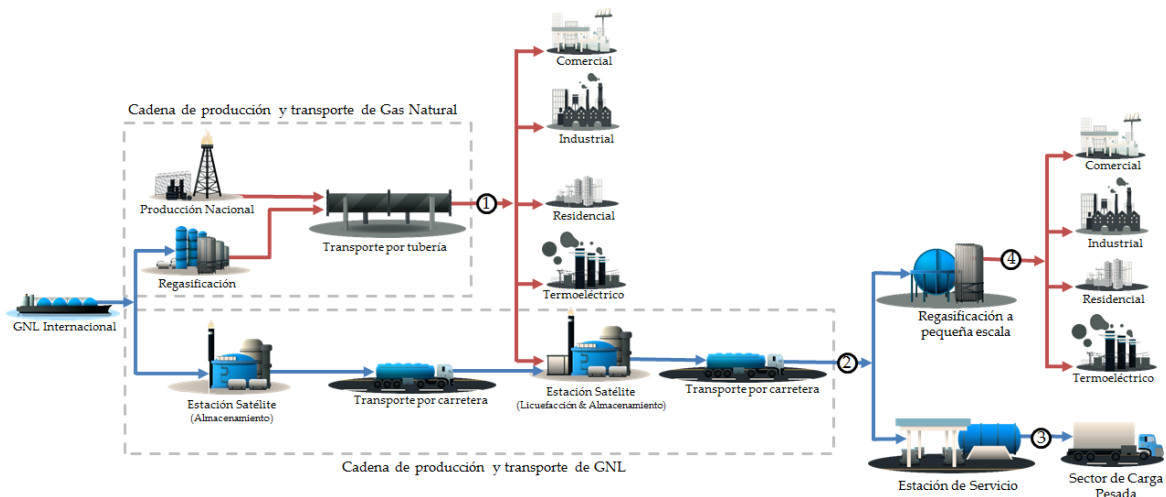 Comercial
Cadena de producción y transporte de Gas Natural
Industrial
Comercial
Producción Nacional
1
Residencial
Transporte por tubería
Industrial
Regasificación
4
Termoeléctrico
Residencial
GNL Internacional
Regasificación a
pequeña escala
2
Termoeléctrico
Estación Satélite
(Almacenamiento)
Transporte por carretera
Estación Satélite
(Licuefacción & Almacenamiento)
Transporte por carretera
3
Cadena de producción y transporte de GNL
Estación de Servicio
Sector de Carga
Pesada